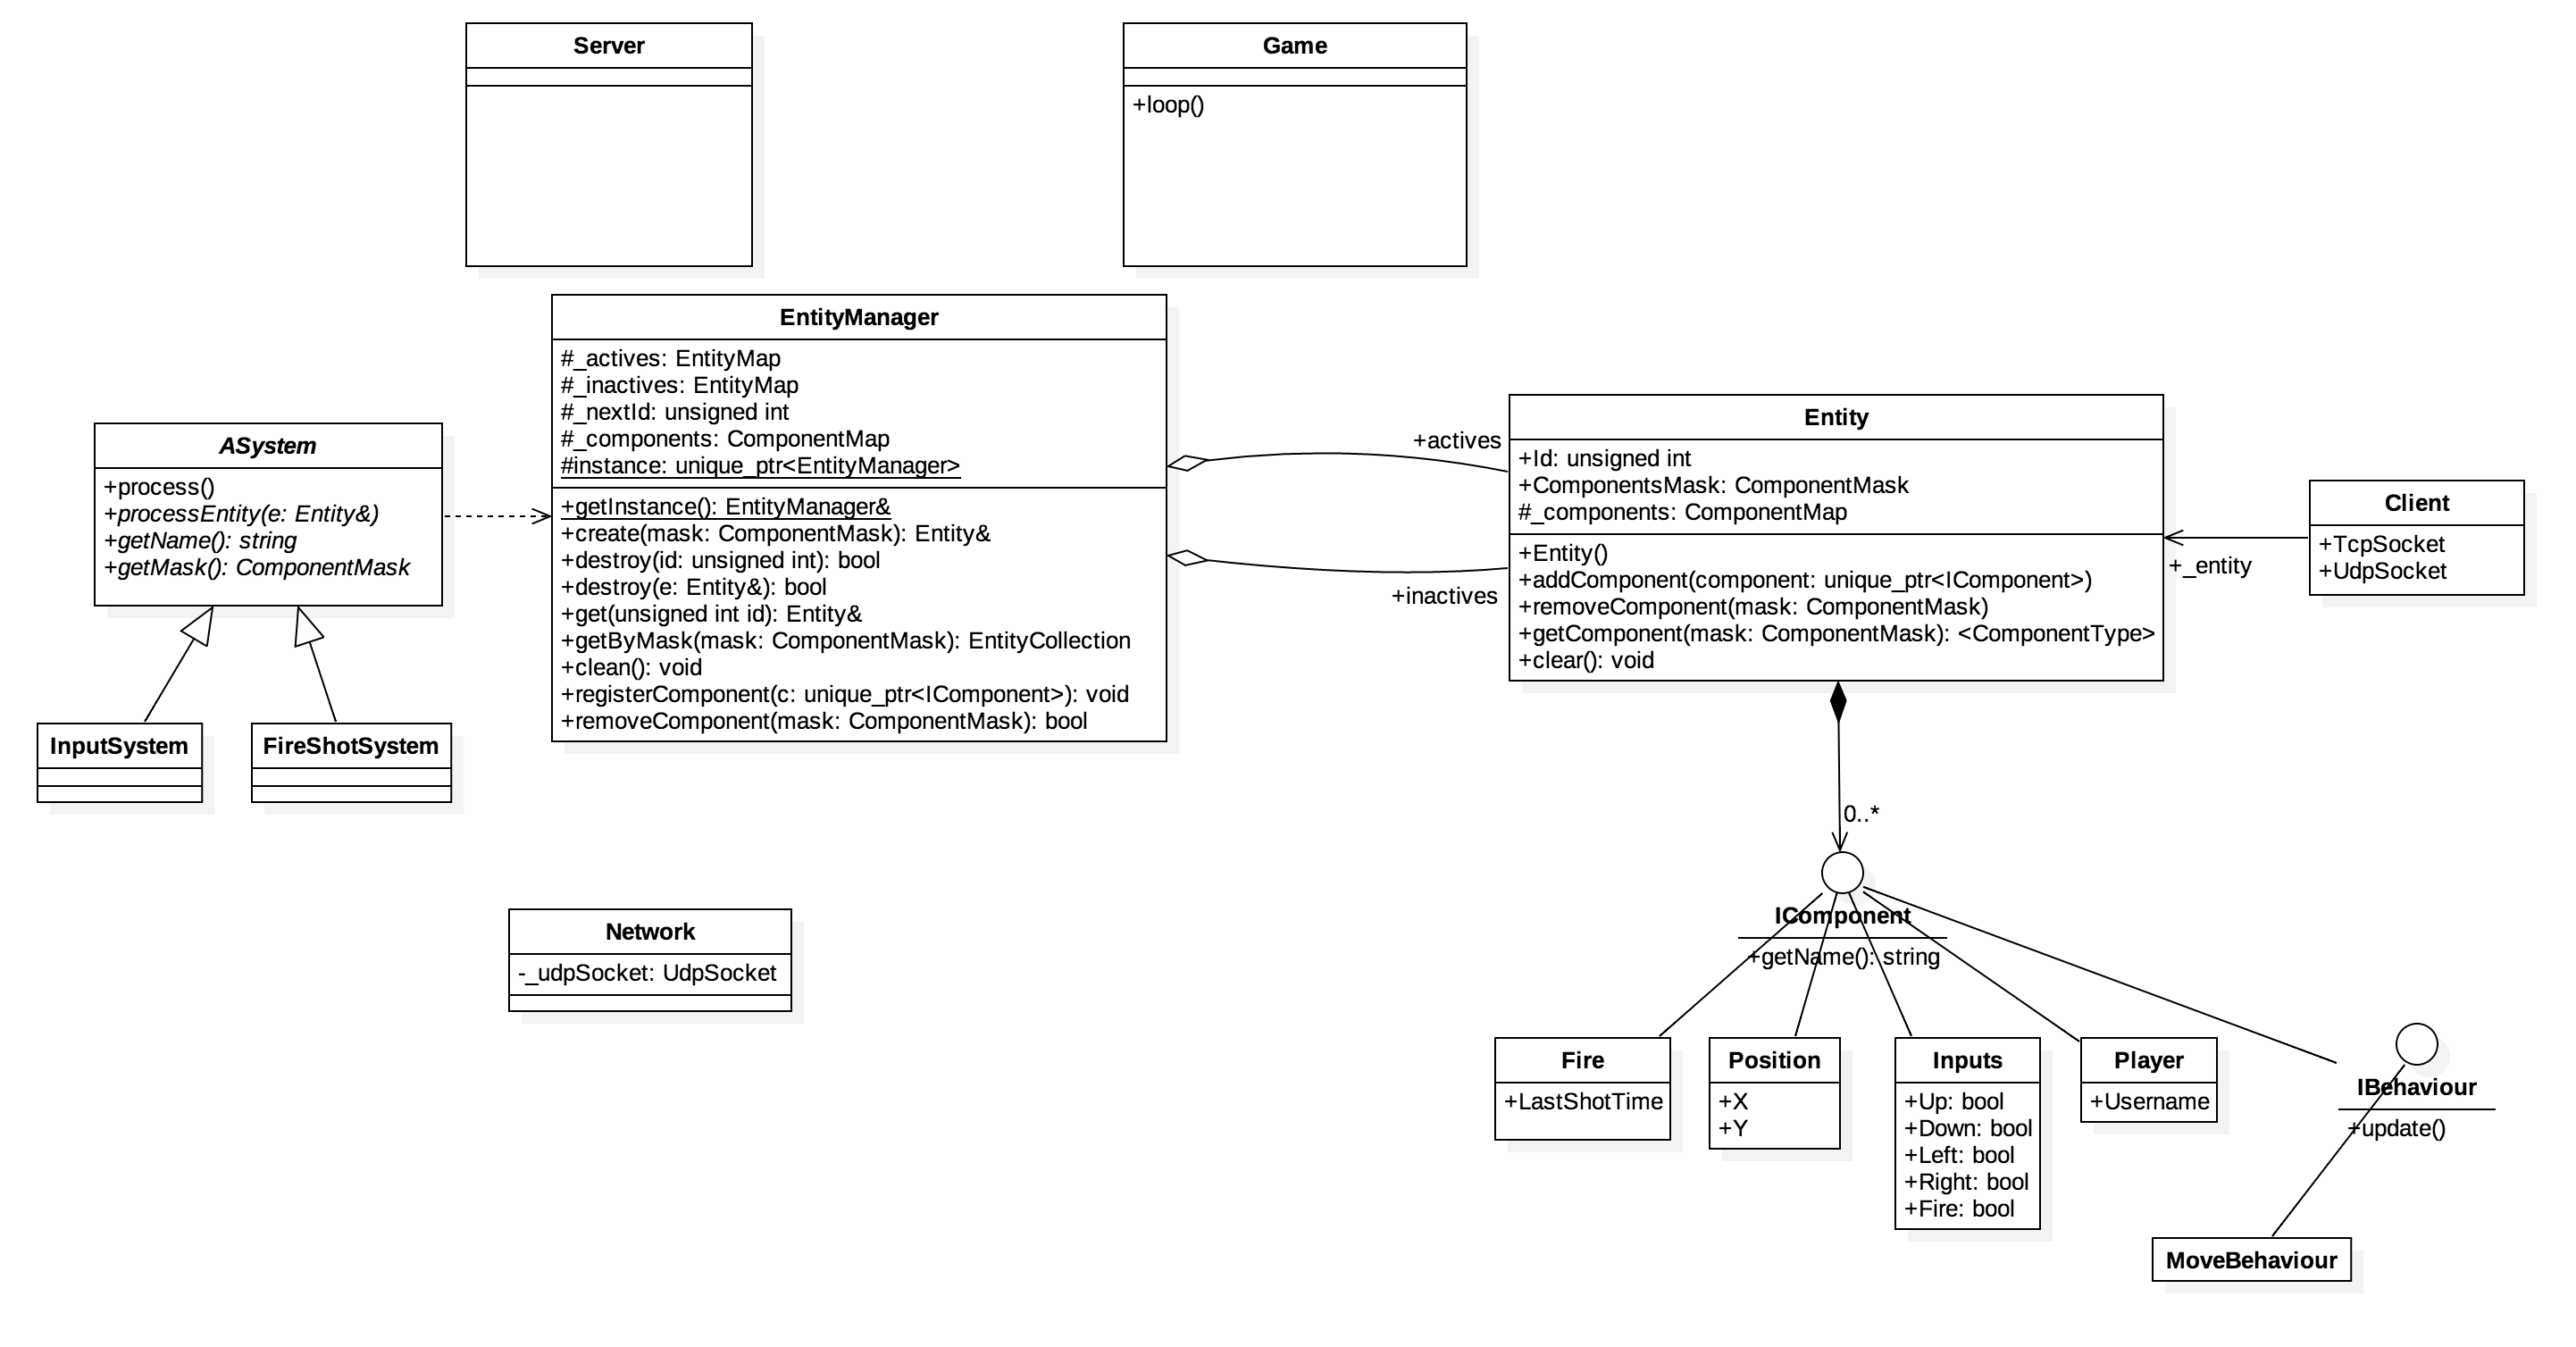 Server
Game
+loop()
EntityManager
#_actives: EntityMap
#_inactives: EntityMap
#_nextId: unsigned int
#_components: ComponentMap
#instance: unique_ptr<EntityManager>
+getInstance(): EntityManager&
+create(mask: ComponentMask): Entity&
+destroy(id: unsigned int): bool
+destroy(e: Entity&): bool
+get(unsigned int id): Entity&
+getByMask(mask: ComponentMask): EntityCollection
+clean(): void
+registerComponent(c: unique_ptr<IComponent>): void
+removeComponent(mask: ComponentMask): bool
ASystem
+process()
+processEntity(e: Entity&)
+getName(): string
+getMask(): ComponentMask
InputSystem
FireShotSystem
+actives
+inactives
Entity
+Id: unsigned int
+ComponentsMask: ComponentMask
#_components: ComponentMap
+Entity()
+addComponent(component: unique_ptr<IComponent>)
+removeComponent(mask: ComponentMask)
+getComponent(mask: ComponentMask): <ComponentType>
+clear(): void
+_entity
Client
+TcpSocket
+UdpSocket
0..*
IComponent
+getName(): string
Network
-_udpSocket: UdpSocket
Fire
+LastShotTime
Position
+X
+Y
Inputs
+Up: bool
+Down: bool
+Left: bool
+Right: bool
+Fire: bool
Player
+Username
IBehaviour
+update()
MoveBehaviour